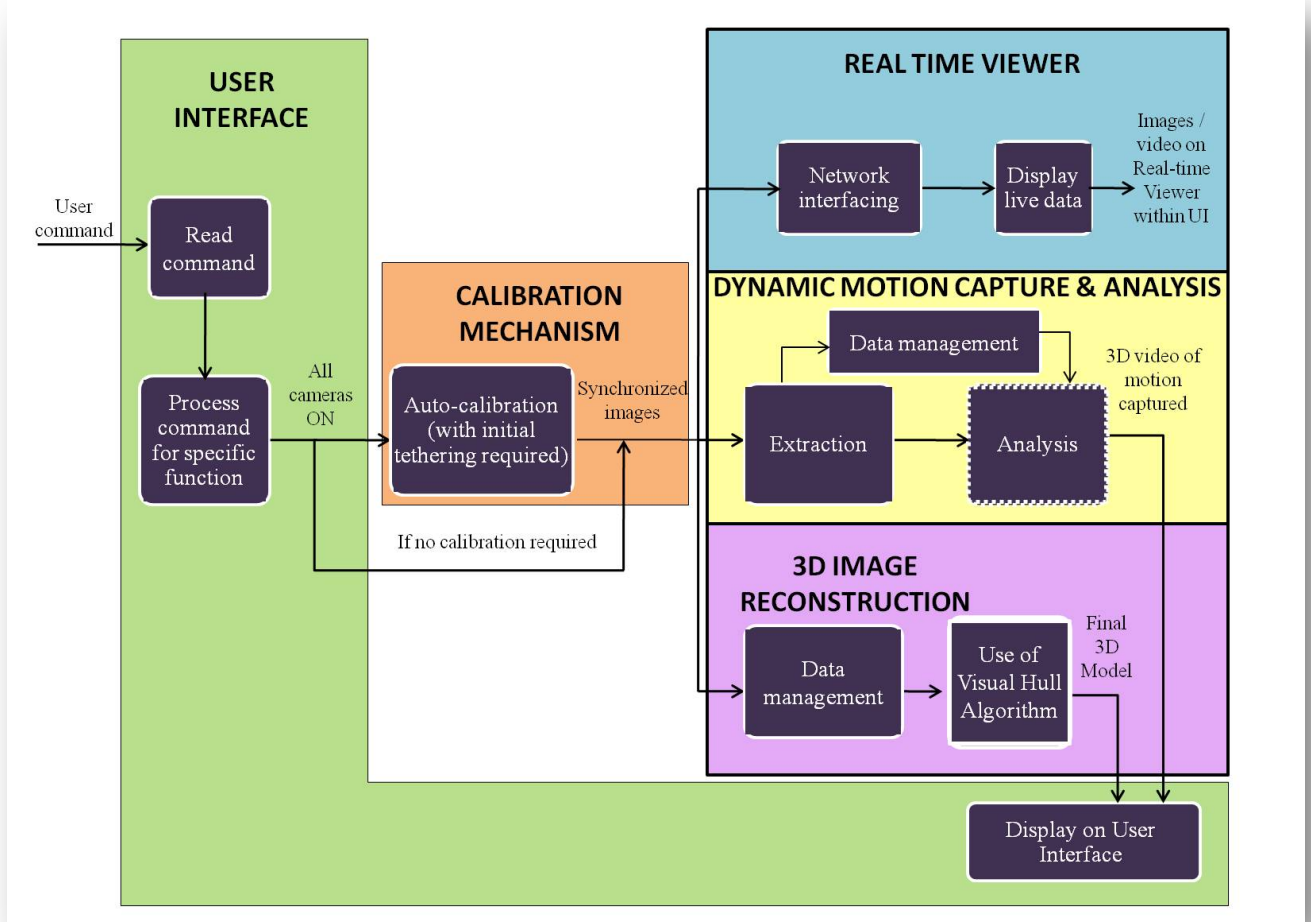 USER
INTERFACE
User
command
Read
command
Process
command
for specific
function
All
cameras
ON
CALIBRATION
MECHANISM
Auto-calibration
(with initial
tethering required)
Synchronized
images
If no calibration required
REAL TIME VIEWER
Network
interfacing
Display
live data
Images /
video on
Real-time
Viewer
within UI
DYNAMIC MOTION CAPTURE & ANALYSIS
Data management
Extraction
Analysis
3D video of
motion
captured
3D IMAGE
RECONSTRUCTION
Data
management
Use of
Visual Hull
Algorithm
Final
3D
Model
Display on User
Interface